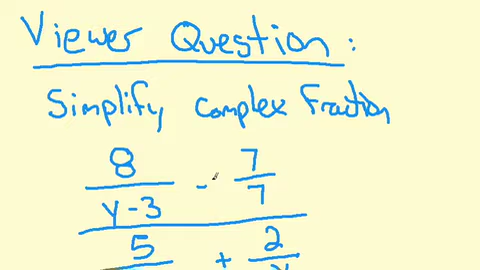 Viewer Question :
Simplify complex Fraction
8 7
- 
y-3 7
5 + 2